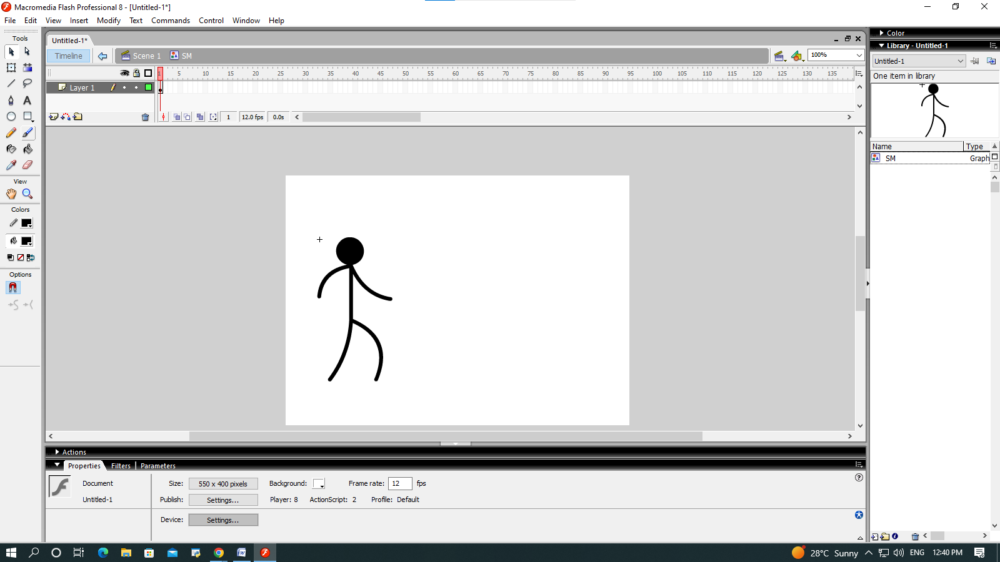 Macromedia Flash Professional 8 - [Untitled-1*]
File Edit View Insert Modify Text Commands Control Window Help
Tools
Untitled-1*
Timeline Scene 1 SM 100%
1 5 10 15 20 25 30 35 40 45 50 55 60 65 70 75 80 85 90 95 100 105 110 115 120 125 130 135
Layer 1
1 12.0 fps 0.0s
View
Colors
Options
Color
Library - Untitled-1
Untitled-1
One item in library
Name Type
SM Graph
Actions
Properties Filters Parameters
Document Size: 550 x 400 pixels Background: Frame rate: 12 fps
Untitled-1 Publish: Settings... Player: 8 ActionScript: 2 Profile: Default
Device: Settings...
28°C Sunny ENG 12:40 PM